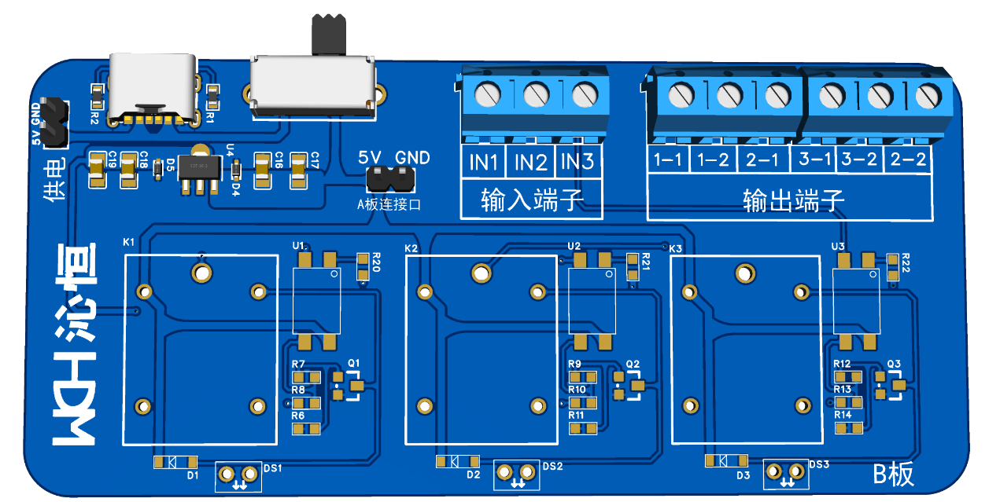 5V GND
供电
R2
R1
C19
C18
D5
U4
D4
C16
C17
5V GND
A板连接口
IN1 IN2 IN3
输入端子
1-1 1-2 2-1 3-1 3-2 2-2
输出端子
K1
U1
R20
K2
U2
R21
K3
U3
R22
恒沁
MCH
R7
R8
R6
Q1
R9
R10
R11
Q2
R12
R13
R14
Q3
D1
DS1
D2
DS2
D3
DS3
B板